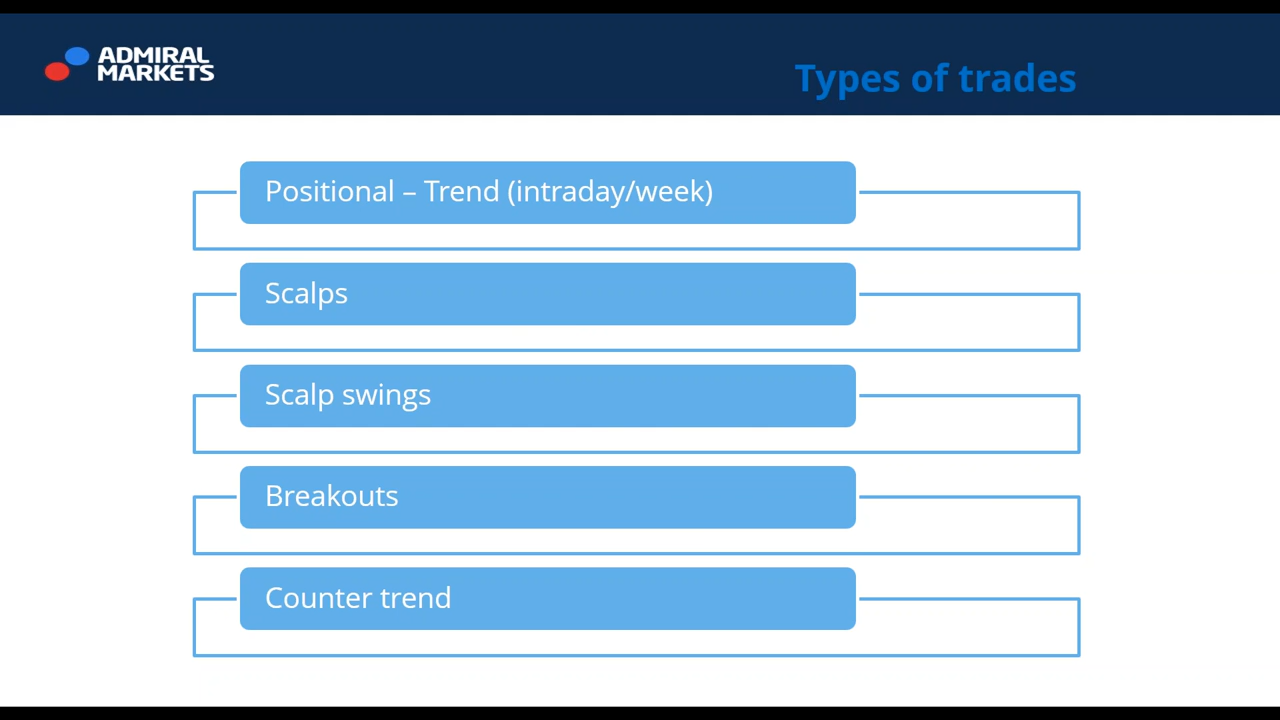 ADMIRAL
MARKETS
Types of trades
Positional – Trend (intraday/week)
Scalps
Scalp swings
Breakouts
Counter trend